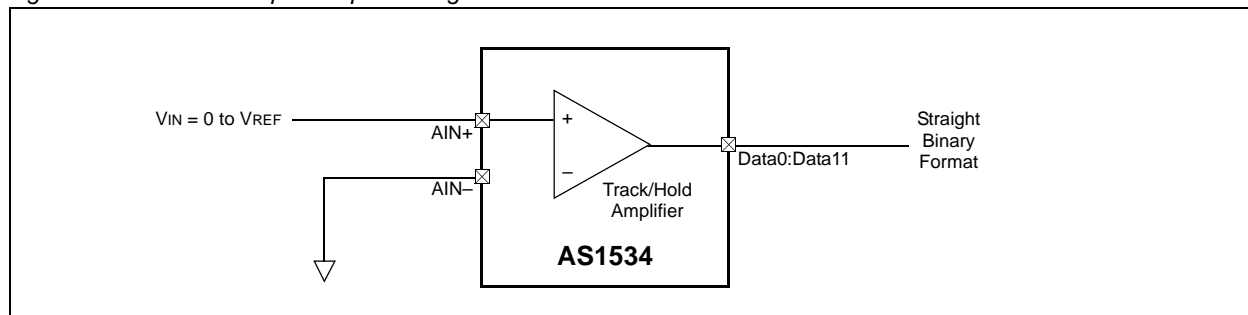 VIN = 0 to VREF
AIN+
AIN–
+
–
Track/Hold
Amplifier
AS1534
Data0:Data11
Straight
Binary
Format